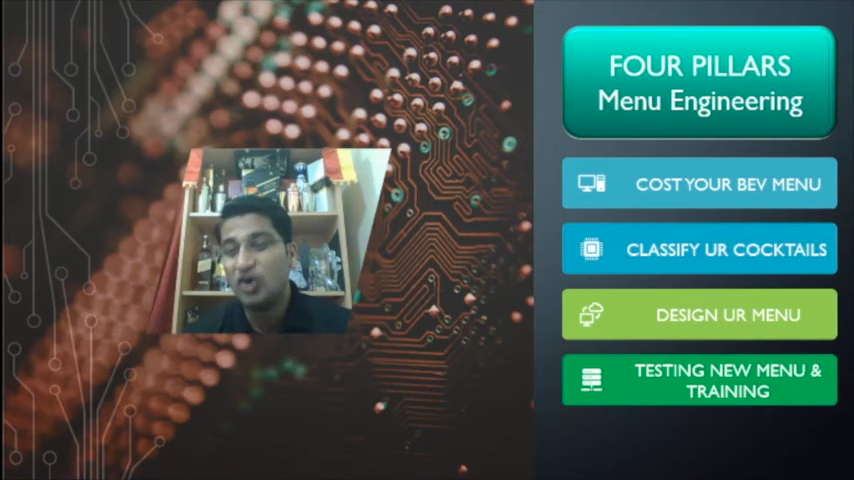 FOUR PILLARS
Menu Engineering
COST YOUR BEV MENU
CLASSIFY UR COCKTAILS
DESIGN UR MENU
TESTING NEW MENU &
TRAINING